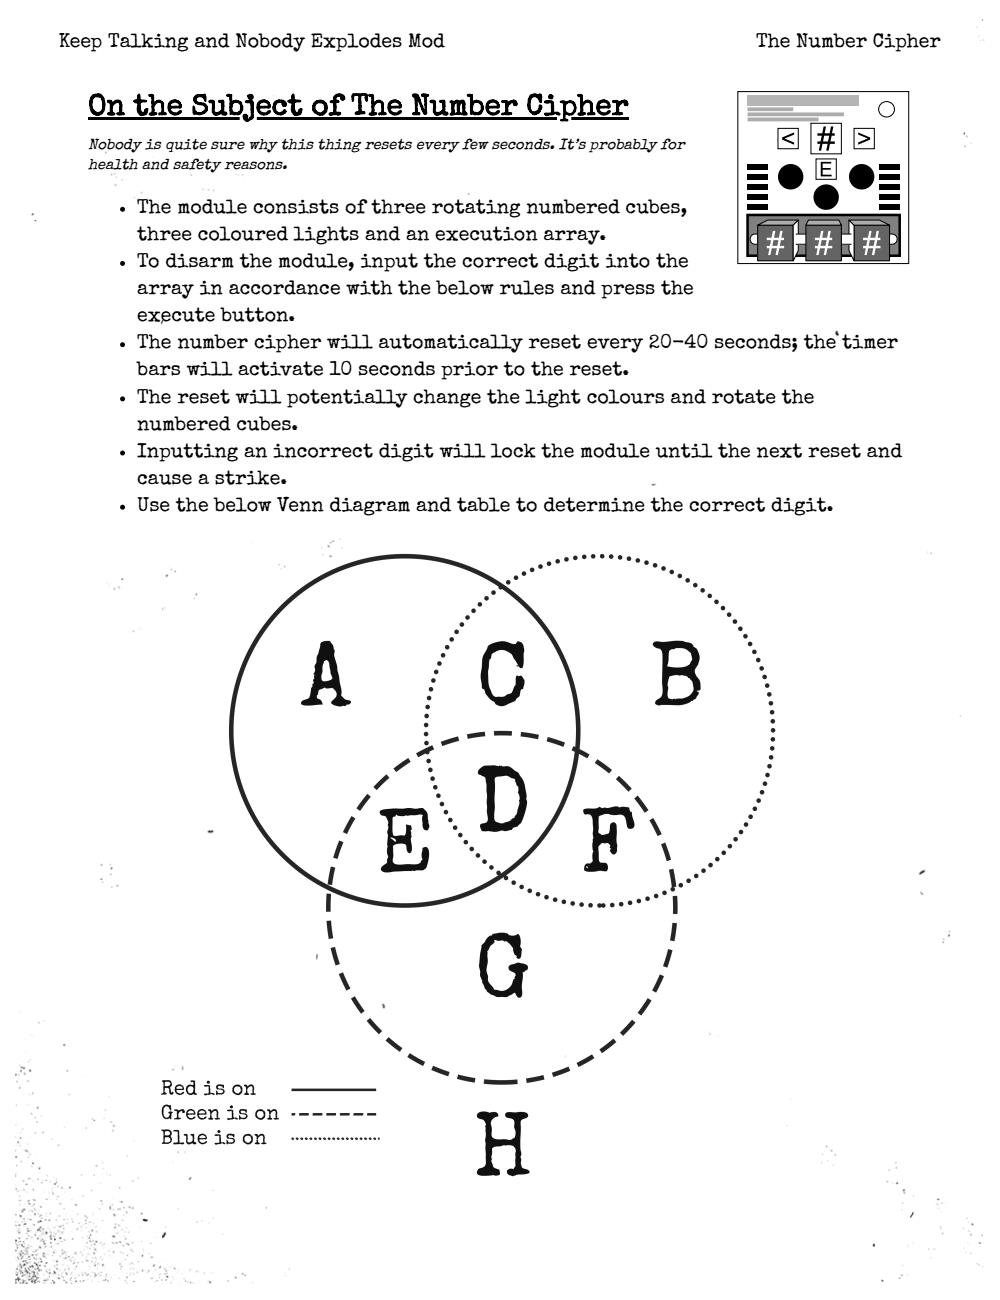 Keep Talking and Nobody Explodes Mod
The Number Cipher
On the Subject of The Number Cipher
Nobody is quite sure why this thing resets every few seconds. It's probably for
health and safety reasons.
< # >
E
# # #
• The module consists of three rotating numbered cubes,
three coloured lights and an execution array.
• To disarm the module, input the correct digit into the
array in accordance with the below rules and press the
execute button.
• The number cipher will automatically reset every 20-40 seconds; the timer
bars will activate 10 seconds prior to the reset.
• The reset will potentially change the light colours and rotate the
numbered cubes.
• Inputting an incorrect digit will lock the module until the next reset and
cause a strike.
• Use the below Venn diagram and table to determine the correct digit.
A C B
D
E F
G
Red is on
Green is on
Blue is on
H